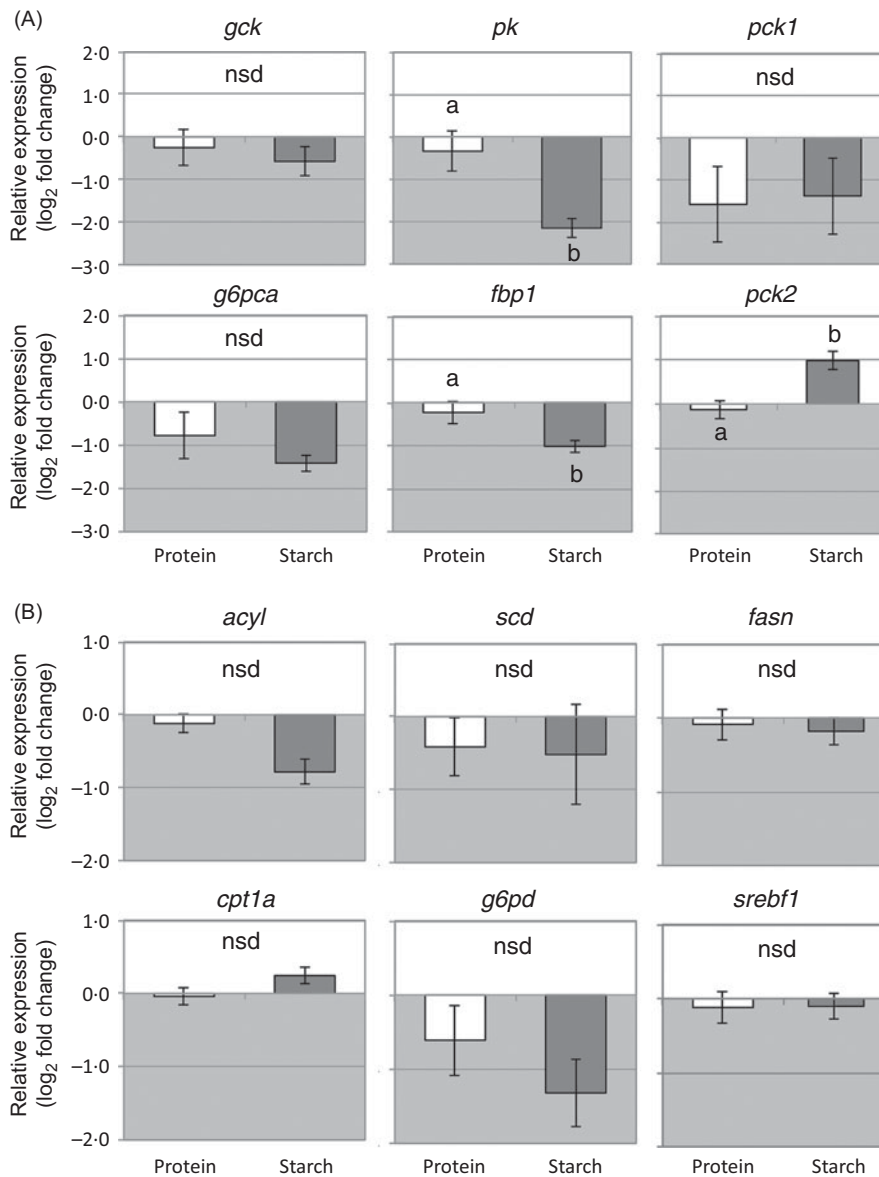 (A)
gck pk pck1
Relative expression
(log2 fold change)
2·0
1·0
0·0
–1·0
–2·0
–3·0
nsd
a
b
nsd
g6pca fbp1 pck2
Relative expression
(log2 fold change)
2·0
1·0
0·0
–1·0
–2·0
–3·0
nsd
a
b
a
b
Protein Starch Protein Starch Protein Starch
(B)
acyl scd fasn
Relative expression
(log2 fold change)
1·0
0·0
–1·0
–2·0
nsd nsd nsd
cpt1a g6pd srebf1
Relative expression
(log2 fold change)
1·0
0·0
–1·0
–2·0
nsd nsd nsd
Protein Starch Protein Starch Protein Starch